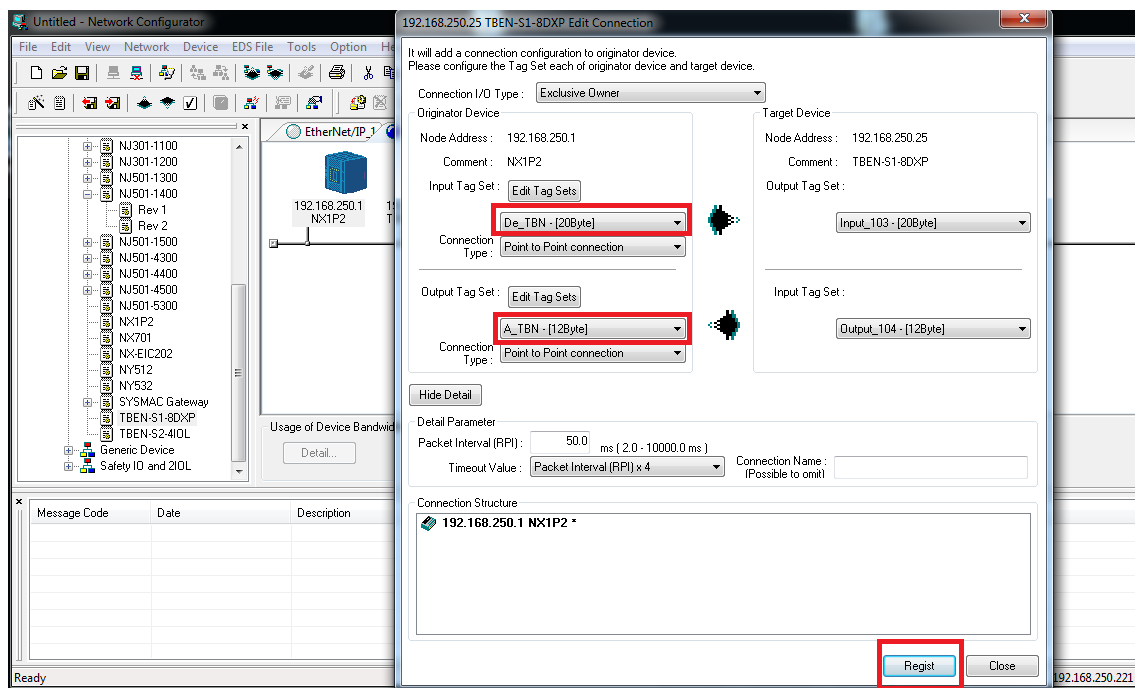 Untitled - Network Configurator
File Edit View Network Device EDS File Tools Option
EtherNet/IP_1
192.168.250.1
NX1P2
NJ301-1100
NJ301-1200
NJ501-1300
NJ501-1400
Rev 1
Rev 2
NJ501-1500
NJ501-4300
NJ501-4400
NJ501-4500
NJ501-5300
NX1P2
NX701
NX-EIC202
NY512
NY532
SYSMAC Gateway
TBEN-S1-8DXP
TBEN-S2-4IOL
Generic Device
Safety IO and 2IOL
Usage of Device
Detail...
Message Code Date Description
Ready
192.168.250.221
192.168.250.25 TBEN-S1-8DXP Edit Connection
It will add a connection configuration to originator device.
Please configure the Tag Set each of originator device and target device.
Connection I/O Type : Exclusive Owner
Originator Device
Node Address : 192.168.250.1
Comment : NX1P2
Input Tag Set : Edit Tag Sets
De_TBN - [20Byte]
Connection
Type : Point to Point connection
Output Tag Set : Edit Tag Sets
A_TBN - [12Byte]
Connection
Type : Point to Point connection
Target Device
Node Address : 192.168.250.25
Comment : TBEN-S1-8DXP
Output Tag Set :
Input_103 - [20Byte]
Input Tag Set :
Output_104 - [12Byte]
Hide Detail
Detail Parameter
Packet Interval (RPI) : 50.0 ms ( 2.0 - 10000.0 ms )
Timeout Value : Packet Interval (RPI) x 4
Connection Name :
(Possible to omit)
Connection Structure
192.168.250.1 NX1P2 *
Regist Close